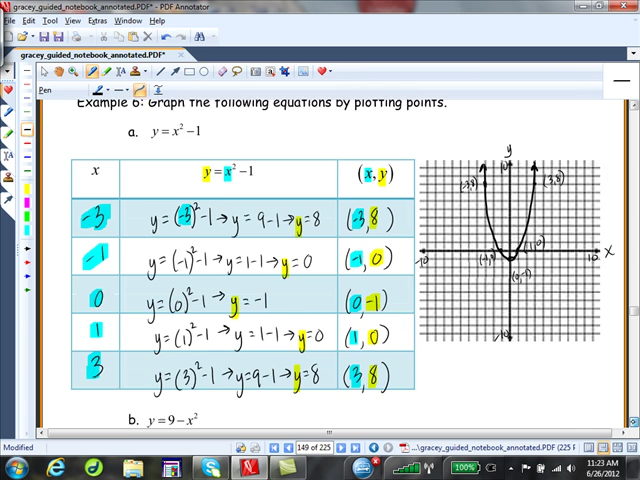 gracey_guided_notebook_annotated.PDF* - PDF Annotator
File Edit Tool View Document Extras Window Help
gracey_guided_notebook_annotated.PDF*
Pen
Example 6: Graph the following equations by plotting points.
a. y = x² − 1
x y = x² − 1 (x, y)
-3 y = (-3)² - 1 → y = 9 - 1 → y = 8 (-3, 8)
-1 y = (-1)² - 1 → y = 1 - 1 → y = 0 (-1, 0)
0 y = (0)² - 1 → y = -1 (0, -1)
1 y = (1)² - 1 → y = 1 - 1 → y = 0 (1, 0)
3 y = (3)² - 1 → y = 9 - 1 → y = 8 (3, 8)
y
10
(-3,8) (3,8)
(-1,0) (1,0)
-10 10 x
(0,-1)
-10
b. y = 9 − x²
Modified 149 of 225 ...\gracey_guided_notebook_annotated.PDF (225 P
100% 11:23 AM
6/26/2012